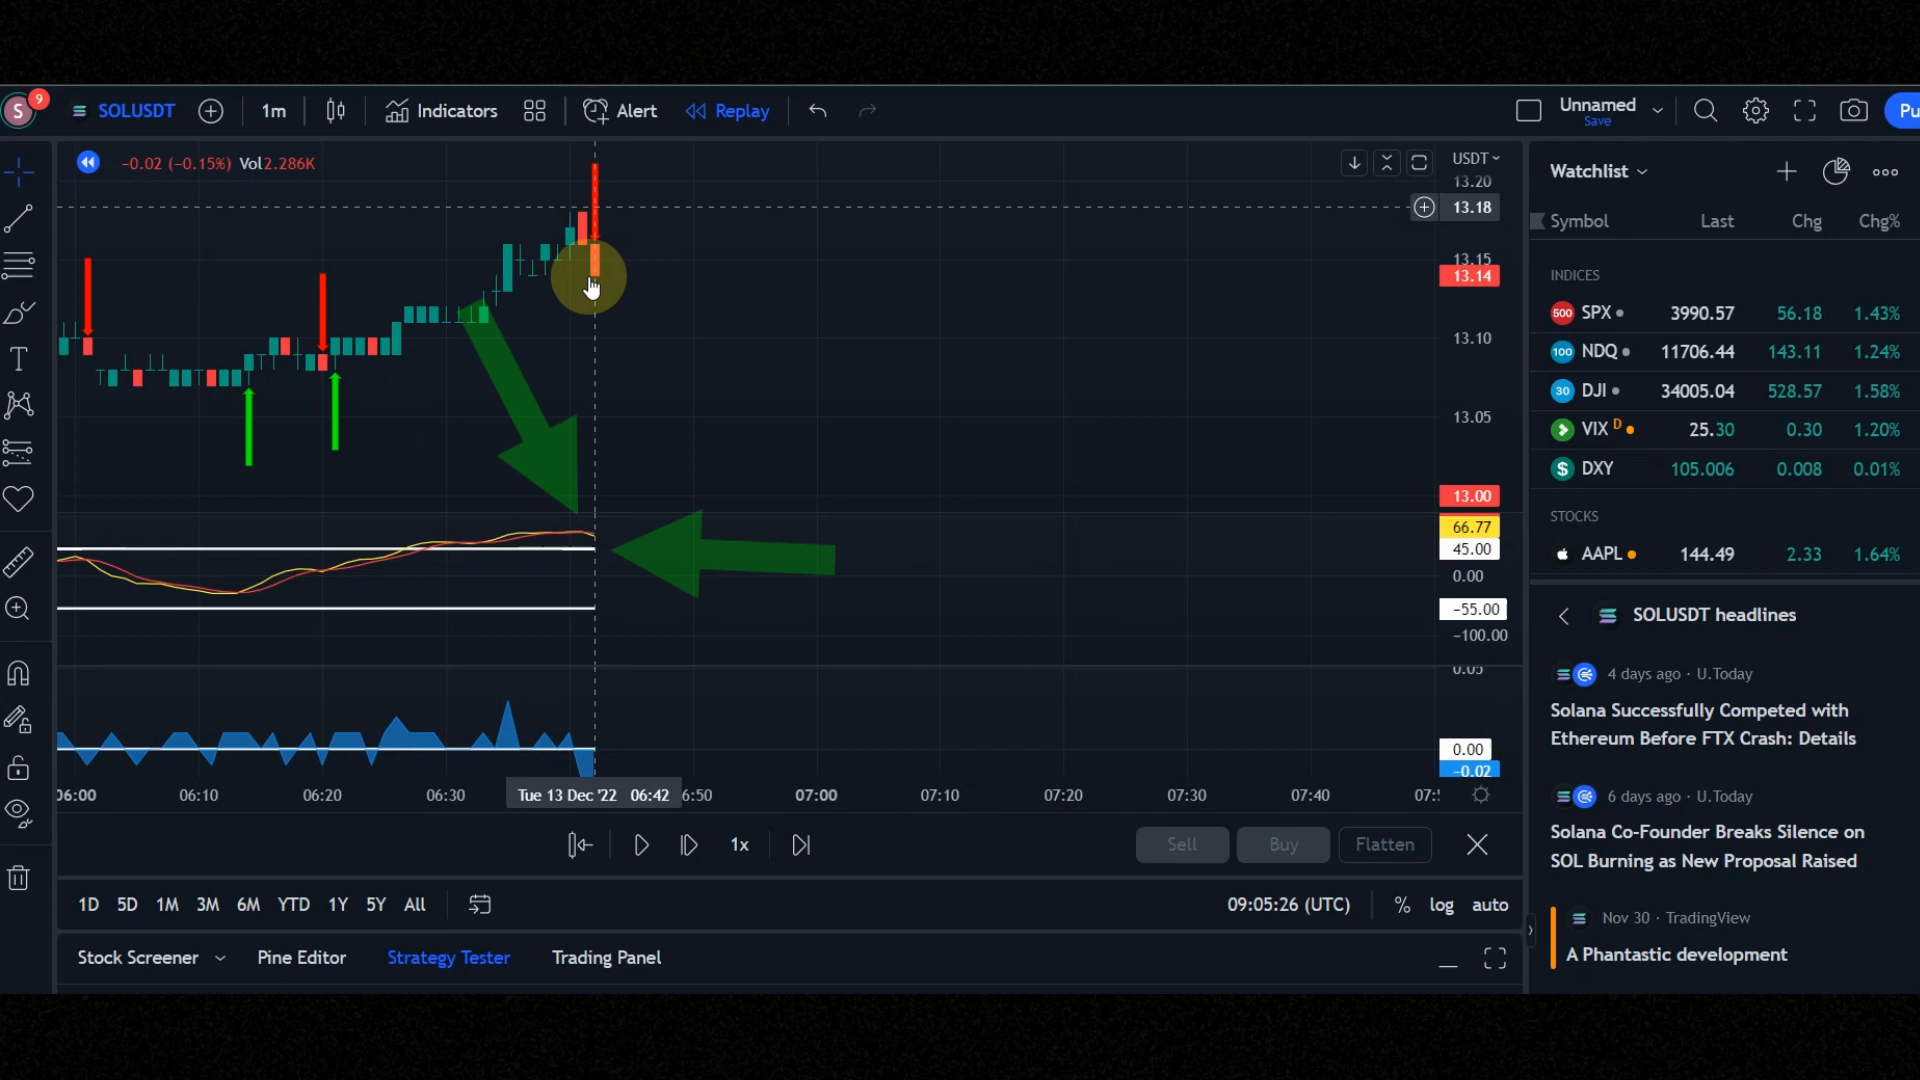 S 9 SOLUSDT 1m Indicators Alert Replay Unnamed Save Pu
−0.02 (−0.15%) Vol2.286K
USDT
13.20
13.18
13.15
13.14
13.10
13.05
13.00
66.77
45.00
0.00
−55.00
−100.00
0.05
0.00
−0.02
06:00 06:10 06:20 06:30 Tue 13 Dec '22 06:42 6:50 07:00 07:10 07:20 07:30 07:40 07:
1x Sell Buy Flatten
1D 5D 1M 3M 6M YTD 1Y 5Y All 09:05:26 (UTC) % log auto
Stock Screener Pine Editor Strategy Tester Trading Panel
Watchlist
Symbol Last Chg Chg%
INDICES
500 SPX 3990.57 56.18 1.43%
100 NDQ 11706.44 143.11 1.24%
30 DJI 34005.04 528.57 1.58%
VIX D 25.30 0.30 1.20%
$ DXY 105.006 0.008 0.01%
STOCKS
AAPL 144.49 2.33 1.64%
SOLUSDT headlines
4 days ago · U.Today
Solana Successfully Competed with
Ethereum Before FTX Crash: Details
6 days ago · U.Today
Solana Co-Founder Breaks Silence on
SOL Burning as New Proposal Raised
Nov 30 · TradingView
A Phantastic development